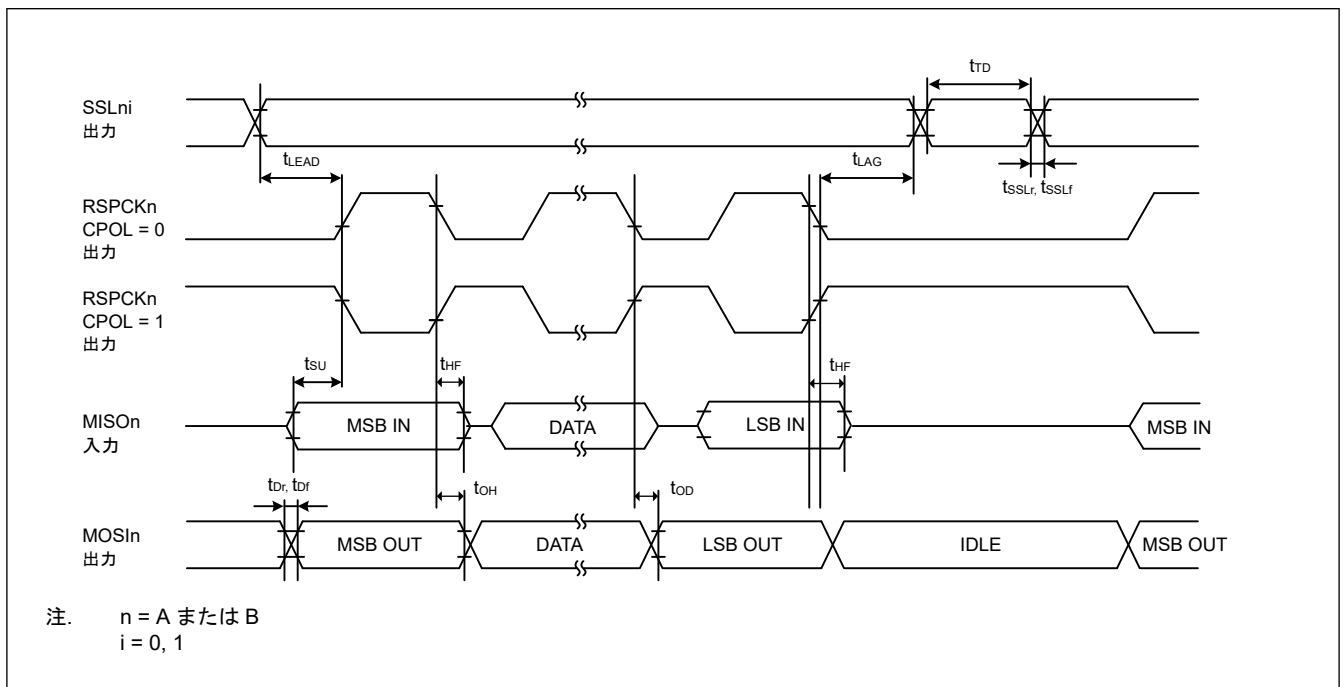 tTD
SSLni
出力
tLEAD
tLAG
tSSLr, tSSLf
RSPCKn
CPOL = 0
出力
RSPCKn
CPOL = 1
出力
tSU
tHF
tHF
MISOn
入力
MSB IN
DATA
LSB IN
MSB IN
tDr, tDf
tOH
tOD
MOSIn
出力
MSB OUT
DATA
LSB OUT
IDLE
MSB OUT
注. n = A または B
i = 0, 1